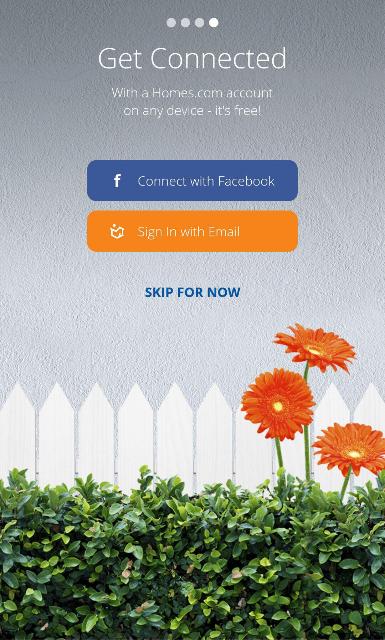 Get Connected
With a Homes.com account
on any device - it's free!
f Connect with Facebook
Sign In with Email
SKIP FOR NOW